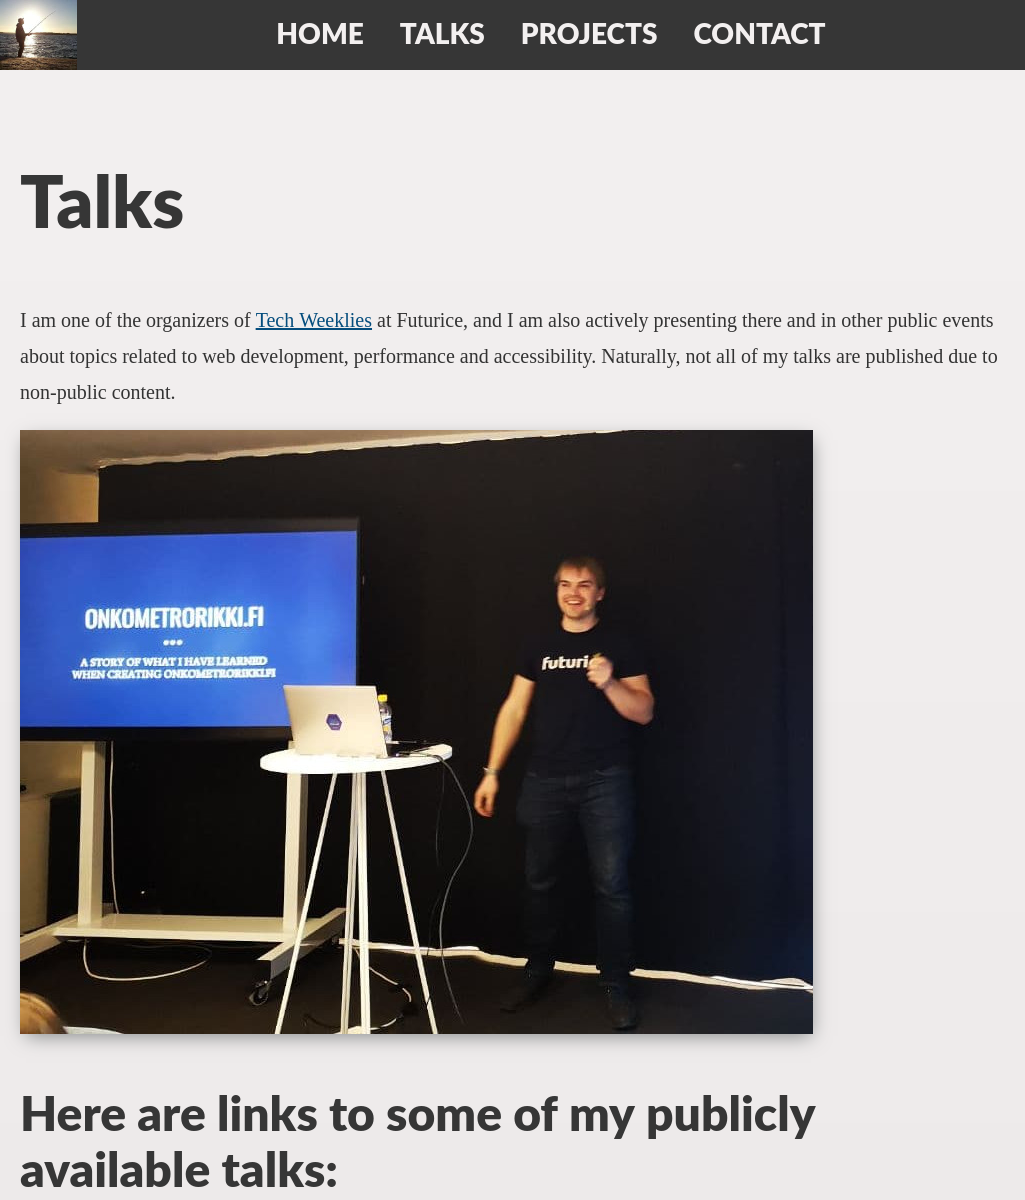 HOME TALKS PROJECTS CONTACT
Talks
I am one of the organizers of Tech Weeklies at Futurice, and I am also actively presenting there and in other public events
about topics related to web development, performance and accessibility. Naturally, not all of my talks are published due to
non-public content.
ONKOMETRORIKKI.FI
A STORY OF WHAT I HAVE LEARNED
WHEN CREATING ONKOMETRORIKKI.FI
Here are links to some of my publicly
available talks: